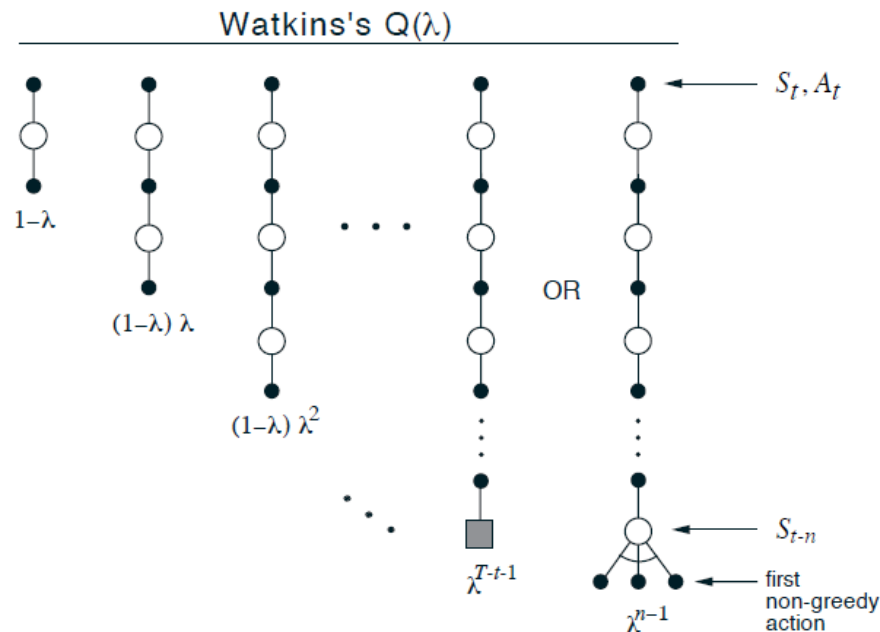 Watkins's Q(λ)
S_t, A_t
1–λ
(1–λ) λ
(1–λ) λ^2
OR
S_{t-n}
λ^{T-t-1}
λ^{n-1}
first
non-greedy
action